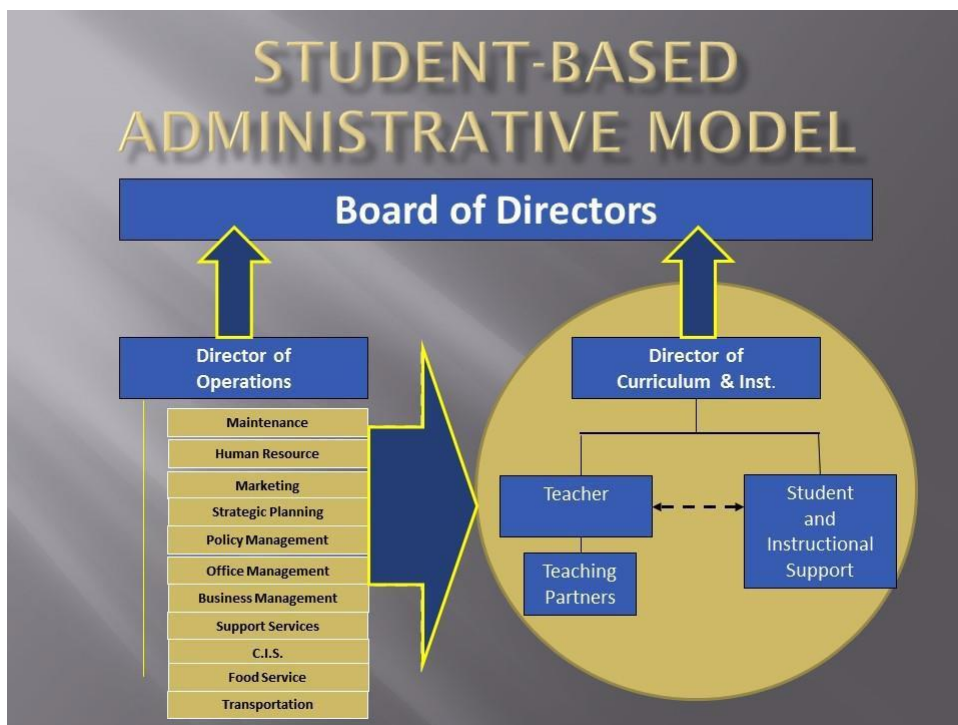 STUDENT-BASED
ADMINISTRATIVE MODEL
Board of Directors
Director of
Operations
Maintenance
Human Resource
Marketing
Strategic Planning
Policy Management
Office Management
Business Management
Support Services
C.I.S.
Food Service
Transportation
Director of
Curriculum & Inst.
Teacher
Teaching
Partners
Student
and
Instructional
Support